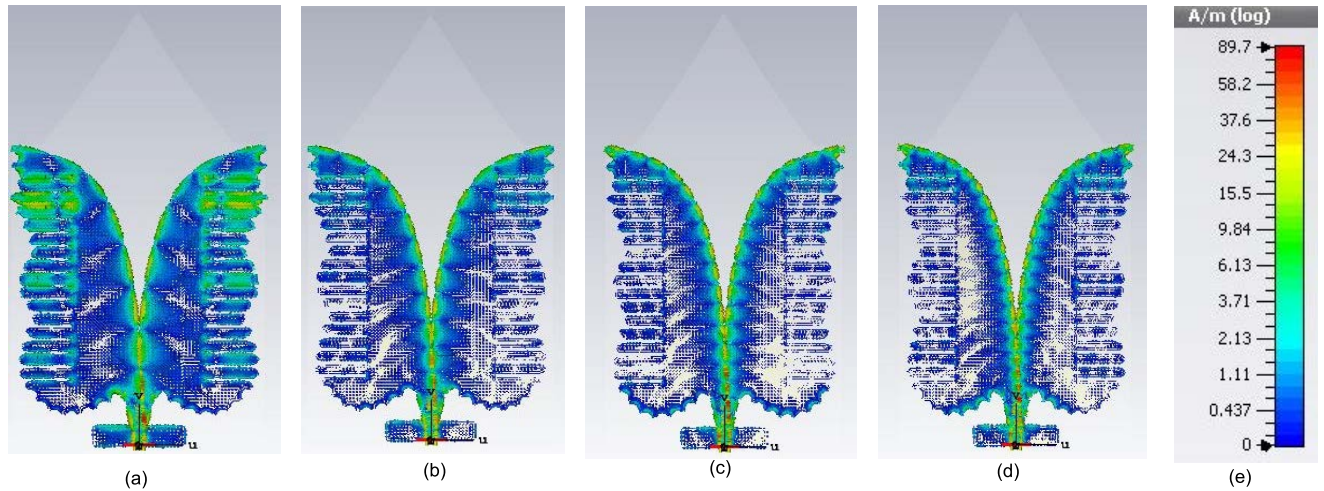 A/m (log)
89.7
58.2
37.6
24.3
15.5
9.84
6.13
3.71
2.13
1.11
0.437
0
v
u
v
u
v
u
v
u
(a)
(b)
(c)
(d)
(e)